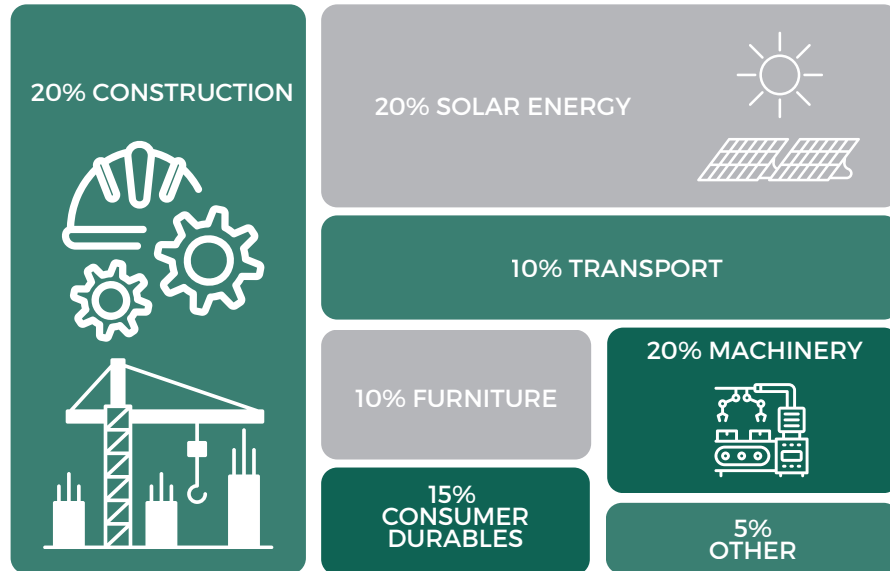 20% CONSTRUCTION
20% SOLAR ENERGY
10% TRANSPORT
10% FURNITURE
20% MACHINERY
15%
CONSUMER
DURABLES
5%
OTHER